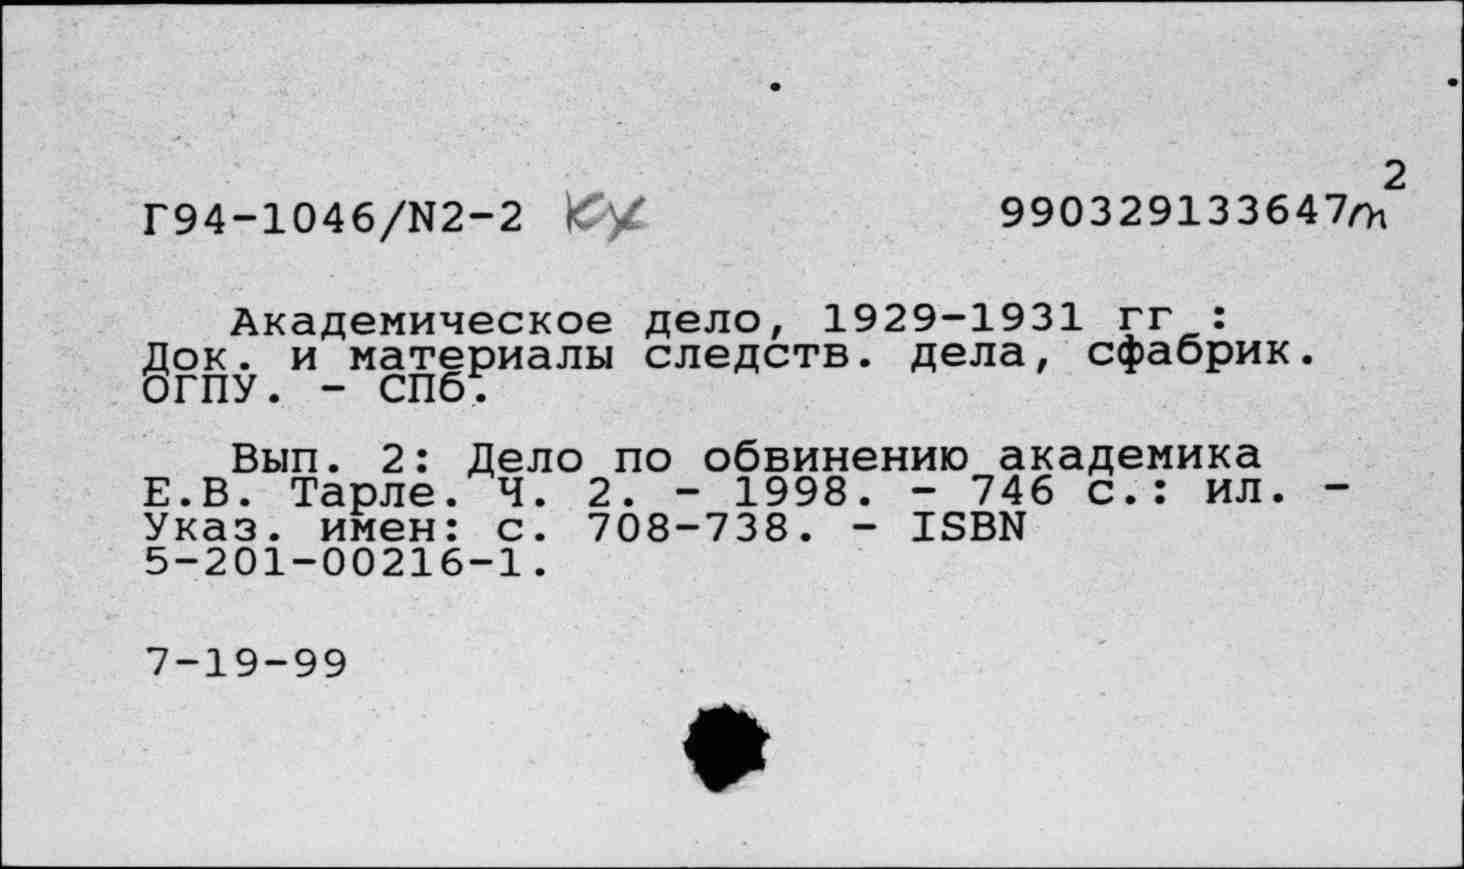 2
Г94-1046/N2-2 990329133647m
Академическое дело, 1929-1931 гг :
Док. и материалы следств. дела, сфабрик.
ОГПУ. - СПб.
Вып. 2: Дело по обвинению академика
Е.В. Тарле. Ч. 2. - 1998. - 746 с.: ил. -
Указ. имен: с. 708-738. - ISBN
5-201-00216-1.
7-19-99